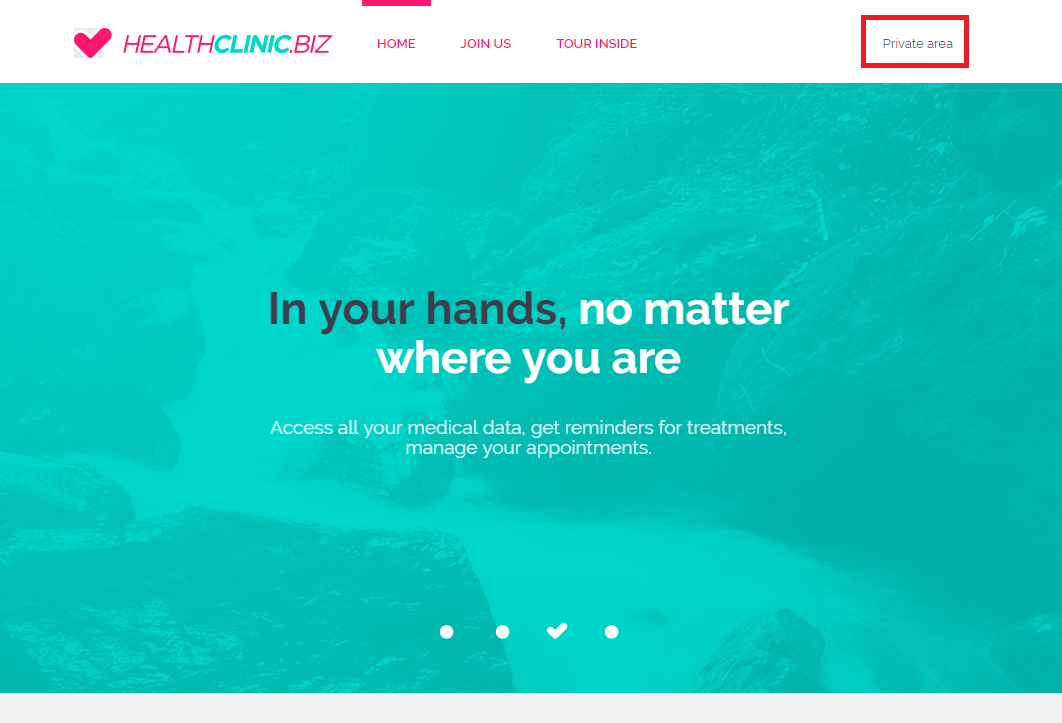 HEALTHCLINIC.BIZ HOME JOIN US TOUR INSIDE Private area
In your hands, no matter
where you are
Access all your medical data, get reminders for treatments,
manage your appointments.